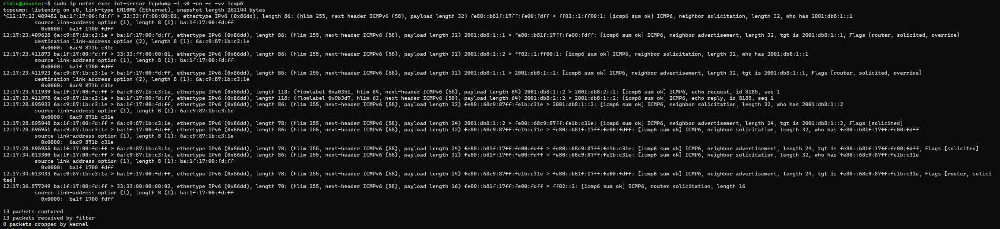 ridlo@ubuntu:~$ sudo ip netns exec iot-sensor tcpdump -i s0 -nn -e -vv icmp6
tcpdump: listening on s0, link-type EN10MB (Ethernet), snapshot length 262144 bytes
^C12:17:23.409482 ba:1f:17:00:fd:ff > 33:33:ff:00:00:01, ethertype IPv6 (0x86dd), length 86: (hlim 255, next-header ICMPv6 (58), payload length 32) fe80::b81f:17ff:fe00:fdff > ff02::1:ff00:1: [icmp6 sum ok] ICMP6, neighbor solicitation, length 32, who has 2001:db8:1::1
source link-address option (1), length 8 (1): ba:1f:17:00:fd:ff
0x0000:  ba1f 1700 fdff
12:17:23.409628 6a:c9:87:1b:c3:1e > ba:1f:17:00:fd:ff, ethertype IPv6 (0x86dd), length 86: (hlim 255, next-header ICMPv6 (58), payload length 32) 2001:db8:1::1 > fe80::b81f:17ff:fe00:fdff: [icmp6 sum ok] ICMP6, neighbor advertisement, length 32, tgt is 2001:db8:1::1, Flags [router, solicited, override]
destination link-address option (2), length 8 (1): 6a:c9:87:1b:c3:1e
0x0000:  6ac9 871b c31e
12:17:23.411873 ba:1f:17:00:fd:ff > 33:33:ff:00:00:01, ethertype IPv6 (0x86dd), length 86: (hlim 255, next-header ICMPv6 (58), payload length 32) 2001:db8:1::2 > ff02::1:ff00:1: [icmp6 sum ok] ICMP6, neighbor solicitation, length 32, who has 2001:db8:1::1
source link-address option (1), length 8 (1): ba:1f:17:00:fd:ff
0x0000:  ba1f 1700 fdff
12:17:23.411923 6a:c9:87:1b:c3:1e > ba:1f:17:00:fd:ff, ethertype IPv6 (0x86dd), length 86: (hlim 255, next-header ICMPv6 (58), payload length 32) 2001:db8:1::1 > 2001:db8:1::2: [icmp6 sum ok] ICMP6, neighbor advertisement, length 32, tgt is 2001:db8:1::1, Flags [router, solicited, override]
destination link-address option (2), length 8 (1): 6a:c9:87:1b:c3:1e
0x0000:  6ac9 871b c31e
12:17:23.411939 ba:1f:17:00:fd:ff > 6a:c9:87:1b:c3:1e, ethertype IPv6 (0x86dd), length 118: (flowlabel 0xa0351, hlim 64, next-header ICMPv6 (58), payload length 64) 2001:db8:1::2 > 2001:db8:2::2: [icmp6 sum ok] ICMP6, echo request, id 8185, seq 1
12:17:23.411978 6a:c9:87:1b:c3:1e > ba:1f:17:00:fd:ff, ethertype IPv6 (0x86dd), length 118: (flowlabel 0x9b3d7, hlim 63, next-header ICMPv6 (58), payload length 64) 2001:db8:2::2 > 2001:db8:1::2: [icmp6 sum ok] ICMP6, echo reply, id 8185, seq 1
12:17:28.895933 6a:c9:87:1b:c3:1e > ba:1f:17:00:fd:ff, ethertype IPv6 (0x86dd), length 86: (hlim 255, next-header ICMPv6 (58), payload length 32) fe80::68c9:87ff:fe1b:c31e > 2001:db8:1::2: [icmp6 sum ok] ICMP6, neighbor solicitation, length 32, who has 2001:db8:1::2
source link-address option (1), length 8 (1): 6a:c9:87:1b:c3:1e
0x0000:  6ac9 871b c31e
12:17:28.895948 ba:1f:17:00:fd:ff > 6a:c9:87:1b:c3:1e, ethertype IPv6 (0x86dd), length 78: (hlim 255, next-header ICMPv6 (58), payload length 24) 2001:db8:1::2 > fe80::68c9:87ff:fe1b:c31e: [icmp6 sum ok] ICMP6, neighbor advertisement, length 24, tgt is 2001:db8:1::2, Flags [solicited]
12:17:28.895951 6a:c9:87:1b:c3:1e > ba:1f:17:00:fd:ff, ethertype IPv6 (0x86dd), length 86: (hlim 255, next-header ICMPv6 (58), payload length 32) fe80::68c9:87ff:fe1b:c31e > fe80::b81f:17ff:fe00:fdff: [icmp6 sum ok] ICMP6, neighbor solicitation, length 32, who has fe80::b81f:17ff:fe00:fdff
source link-address option (1), length 8 (1): 6a:c9:87:1b:c3:1e
0x0000:  6ac9 871b c31e
12:17:28.895955 ba:1f:17:00:fd:ff > 6a:c9:87:1b:c3:1e, ethertype IPv6 (0x86dd), length 78: (hlim 255, next-header ICMPv6 (58), payload length 24) fe80::b81f:17ff:fe00:fdff > fe80::68c9:87ff:fe1b:c31e: [icmp6 sum ok] ICMP6, neighbor advertisement, length 24, tgt is fe80::b81f:17ff:fe00:fdff, Flags [solicited]
12:17:34.013300 ba:1f:17:00:fd:ff > 6a:c9:87:1b:c3:1e, ethertype IPv6 (0x86dd), length 86: (hlim 255, next-header ICMPv6 (58), payload length 32) fe80::b81f:17ff:fe00:fdff > fe80::68c9:87ff:fe1b:c31e: [icmp6 sum ok] ICMP6, neighbor solicitation, length 32, who has fe80::68c9:87ff:fe1b:c31e
source link-address option (1), length 8 (1): ba:1f:17:00:fd:ff
0x0000:  ba1f 1700 fdff
12:17:34.013433 6a:c9:87:1b:c3:1e > ba:1f:17:00:fd:ff, ethertype IPv6 (0x86dd), length 78: (hlim 255, next-header ICMPv6 (58), payload length 24) fe80::68c9:87ff:fe1b:c31e > fe80::b81f:17ff:fe00:fdff: [icmp6 sum ok] ICMP6, neighbor advertisement, length 24, tgt is fe80::68c9:87ff:fe1b:c31e, Flags [router, solici
ted]
12:17:36.577249 ba:1f:17:00:fd:ff > 33:33:00:00:00:02, ethertype IPv6 (0x86dd), length 70: (hlim 255, next-header ICMPv6 (58), payload length 16) fe80::b81f:17ff:fe00:fdff > ff02::2: [icmp6 sum ok] ICMP6, router solicitation, length 16
source link-address option (1), length 8 (1): ba:1f:17:00:fd:ff
0x0000:  ba1f 1700 fdff
13 packets captured
13 packets received by filter
0 packets dropped by kernel